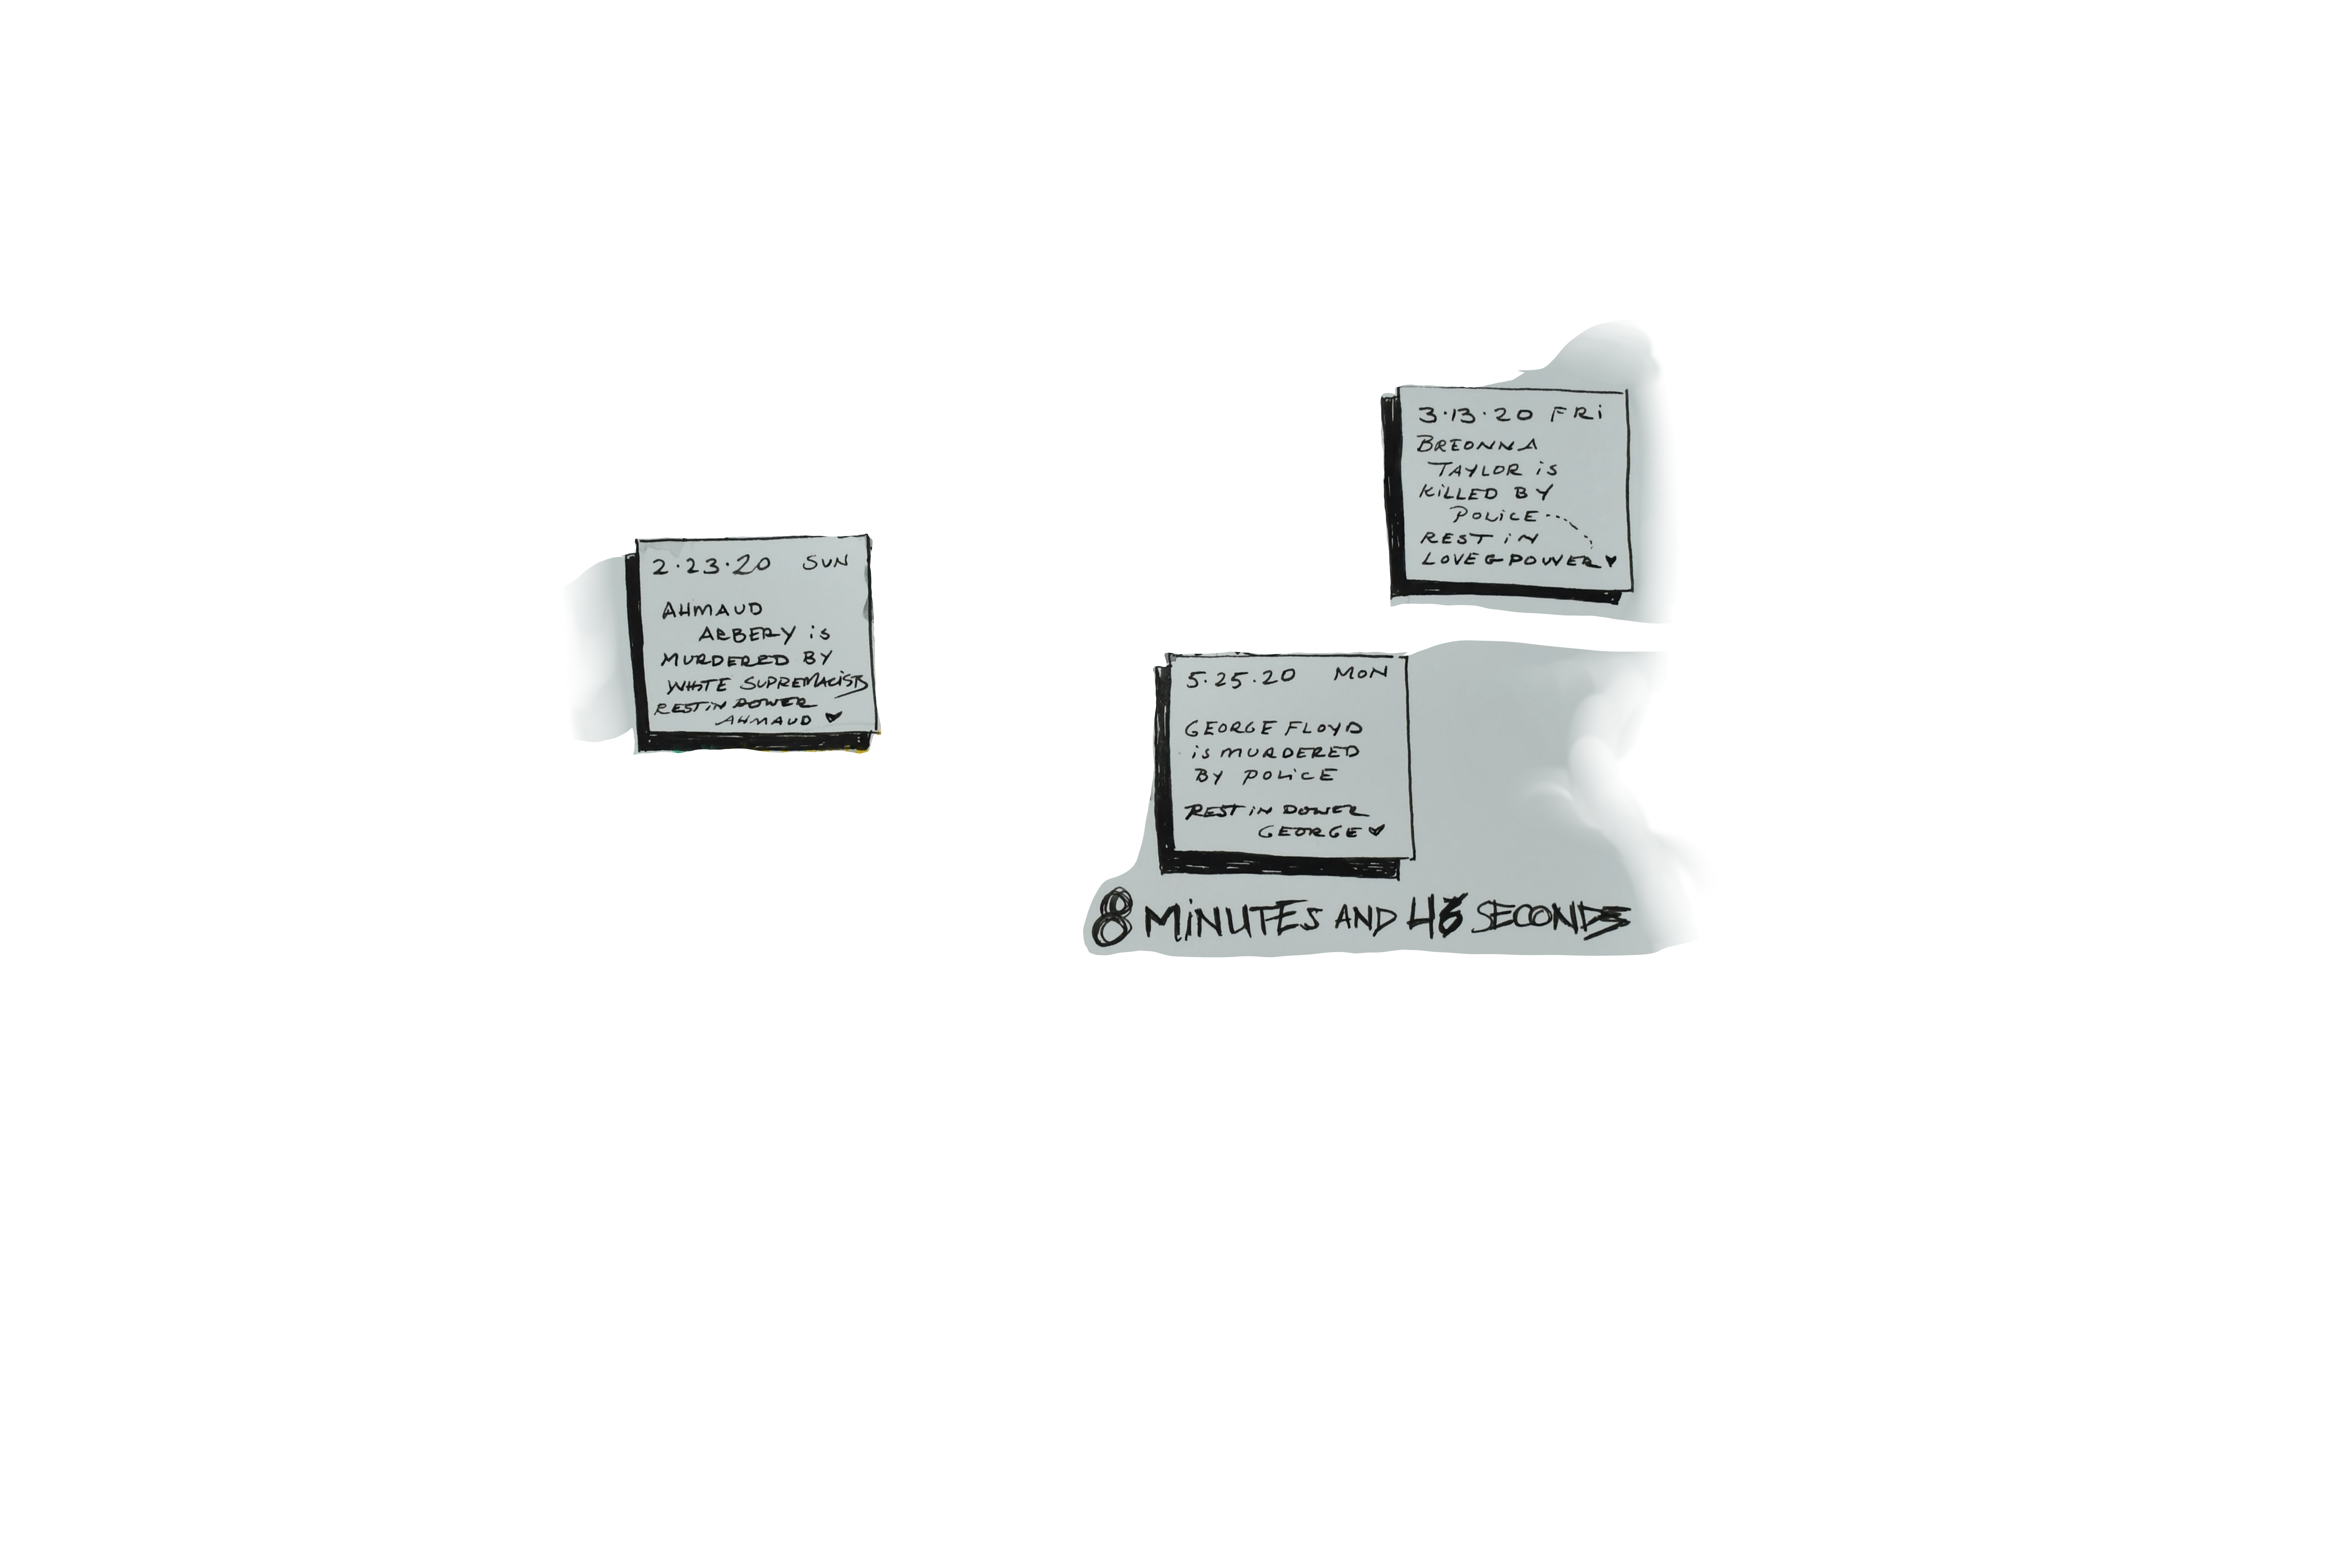 2·23·20 SUN
AHMAUD
ARBERY is
MURDERED BY
WHITE SUPREMACISTS
REST iN POWER
AHMAUD ♥
3·13·20 FRi
BREONNA
TAYLOR iS
KiLLED BY
POLiCE
REST iN
LOVE & POWER ♥
5.25.20 MON
GEORGE FLOYD
iS MURDERED
BY POLiCE
REST iN POWER
GEORGE ♥
8 MiNUTES AND 46 SECONDS